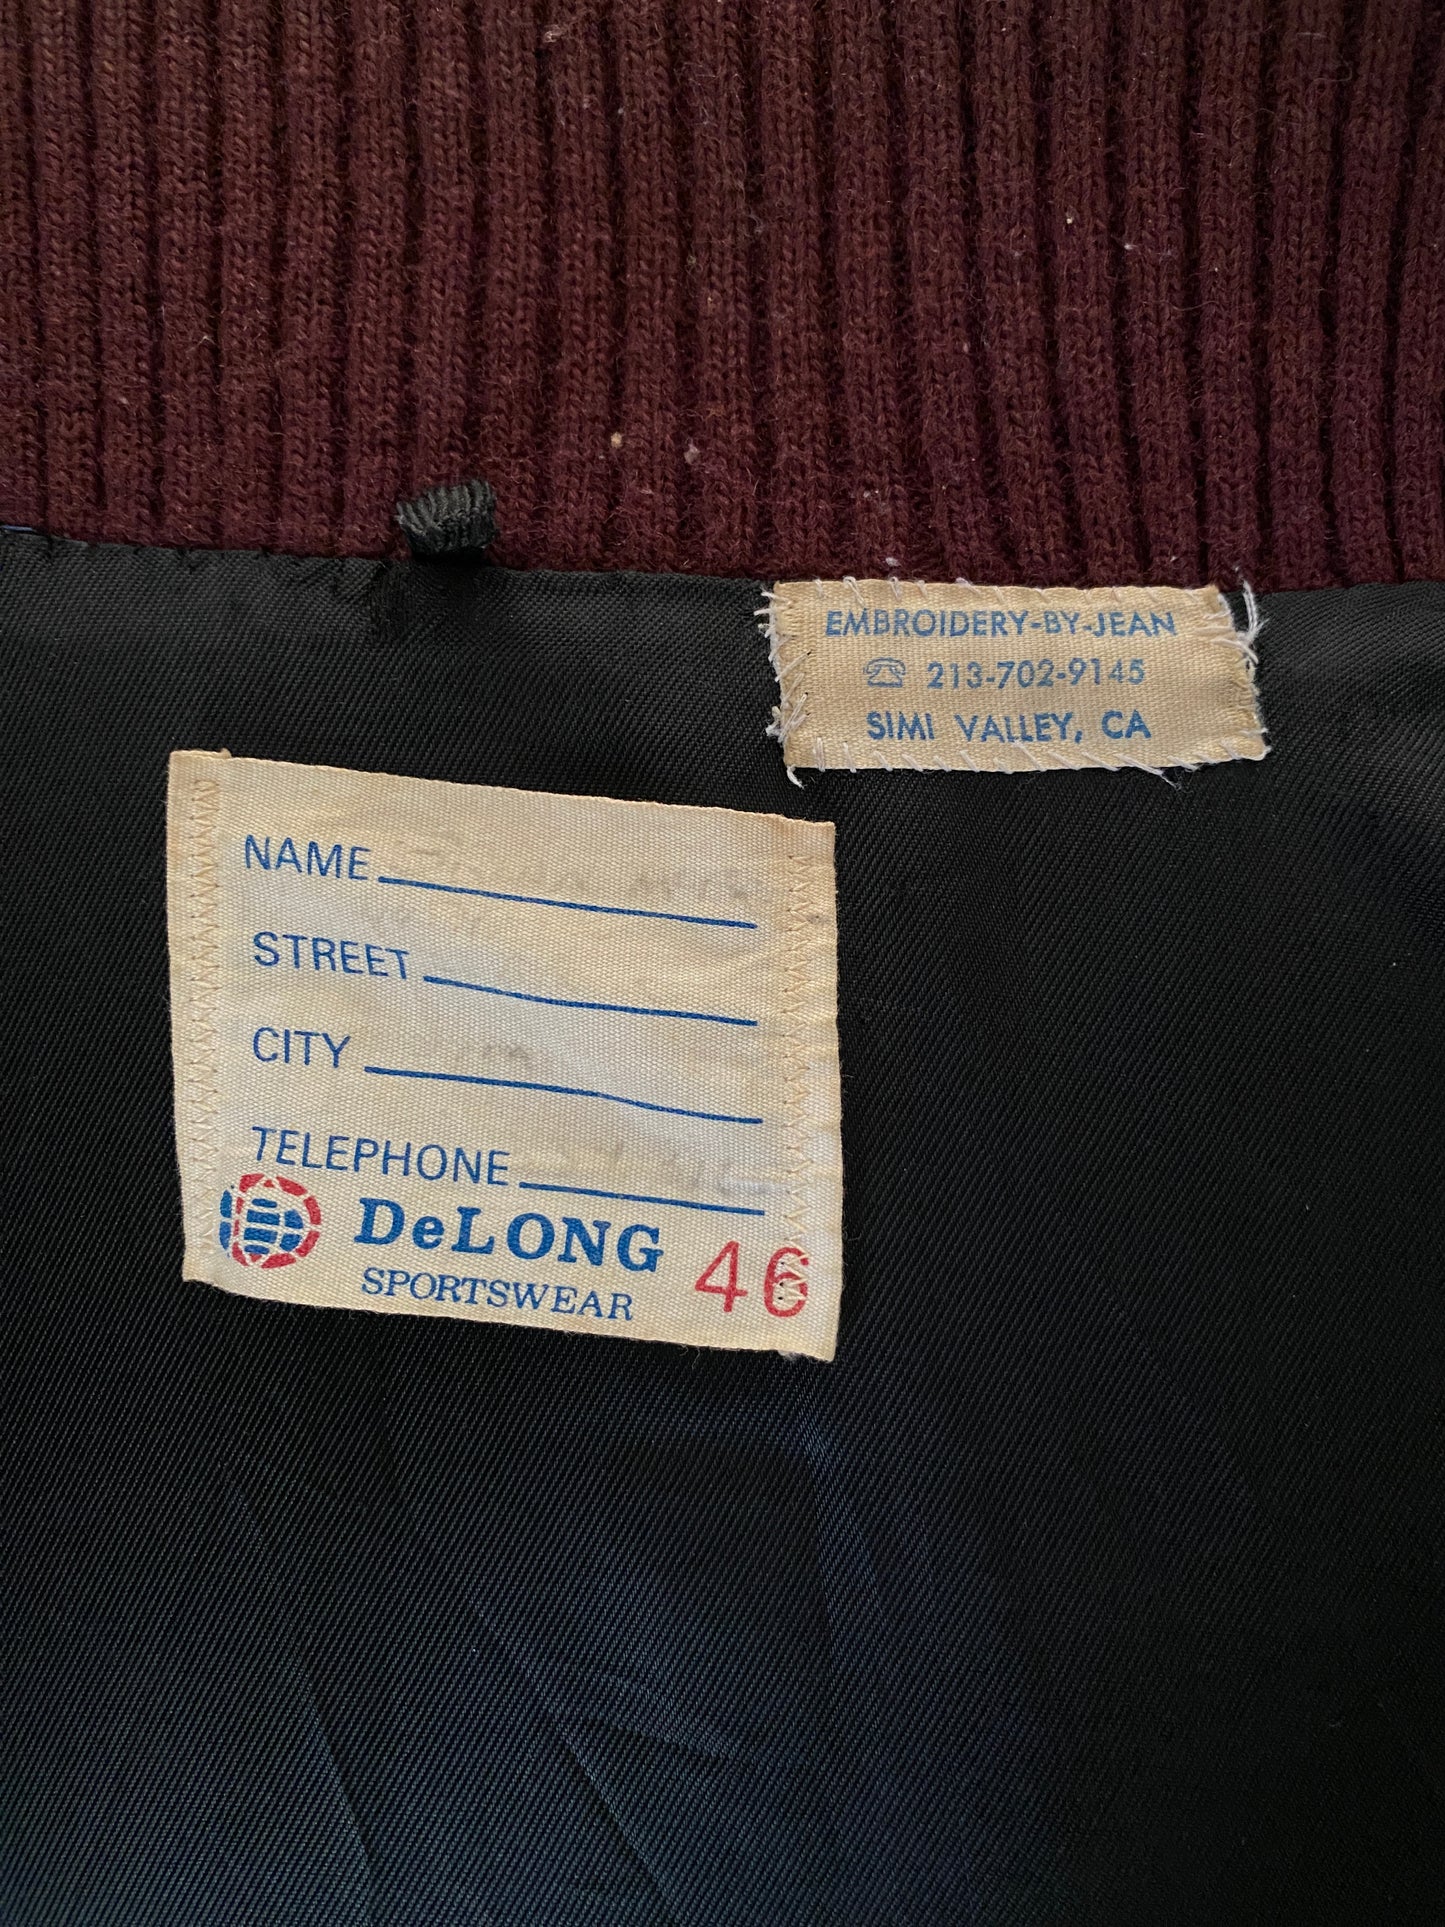 EMBROIDERY-BY-JEAN
☎ 213-702-9145
SIMI VALLEY, CA
NAME
STREET
CITY
TELEPHONE
DeLONG
SPORTSWEAR
46